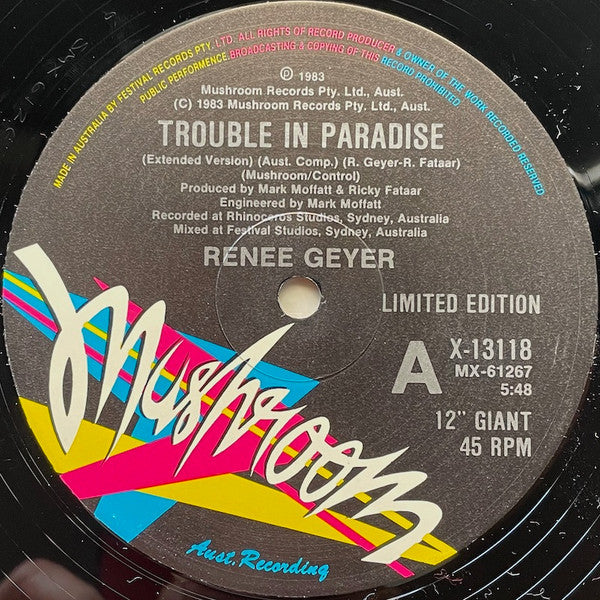 MADE IN AUSTRALIA BY FESTIVAL RECORDS PTY. LTD. ALL RIGHTS OF RECORD PRODUCER & OWNER OF THE WORK RECORDED RESERVED
PUBLIC PERFORMENCE. BROADCASTING & COPYING OF THIS RECORD PROHIBITED
℗ 1983
Mushroom Records Pty. Ltd., Aust.
(C) 1983 Mushroom Records Pty. Ltd., Aust.
TROUBLE IN PARADISE
(Extended Version) (Aust. Comp.) (R. Geyer-R. Fataar)
(Mushroom/Control)
Produced by Mark Moffatt & Ricky Fataar
Engineered by Mark Moffatt
Recorded at Rhinoceros Studios, Sydney, Australia
Mixed at Festival Studios, Sydney, Australia
RENEE GEYER
LIMITED EDITION
A
X-13118
MX-61267
5:48
12" GIANT
45 RPM
Mushroom
Aust. Recording